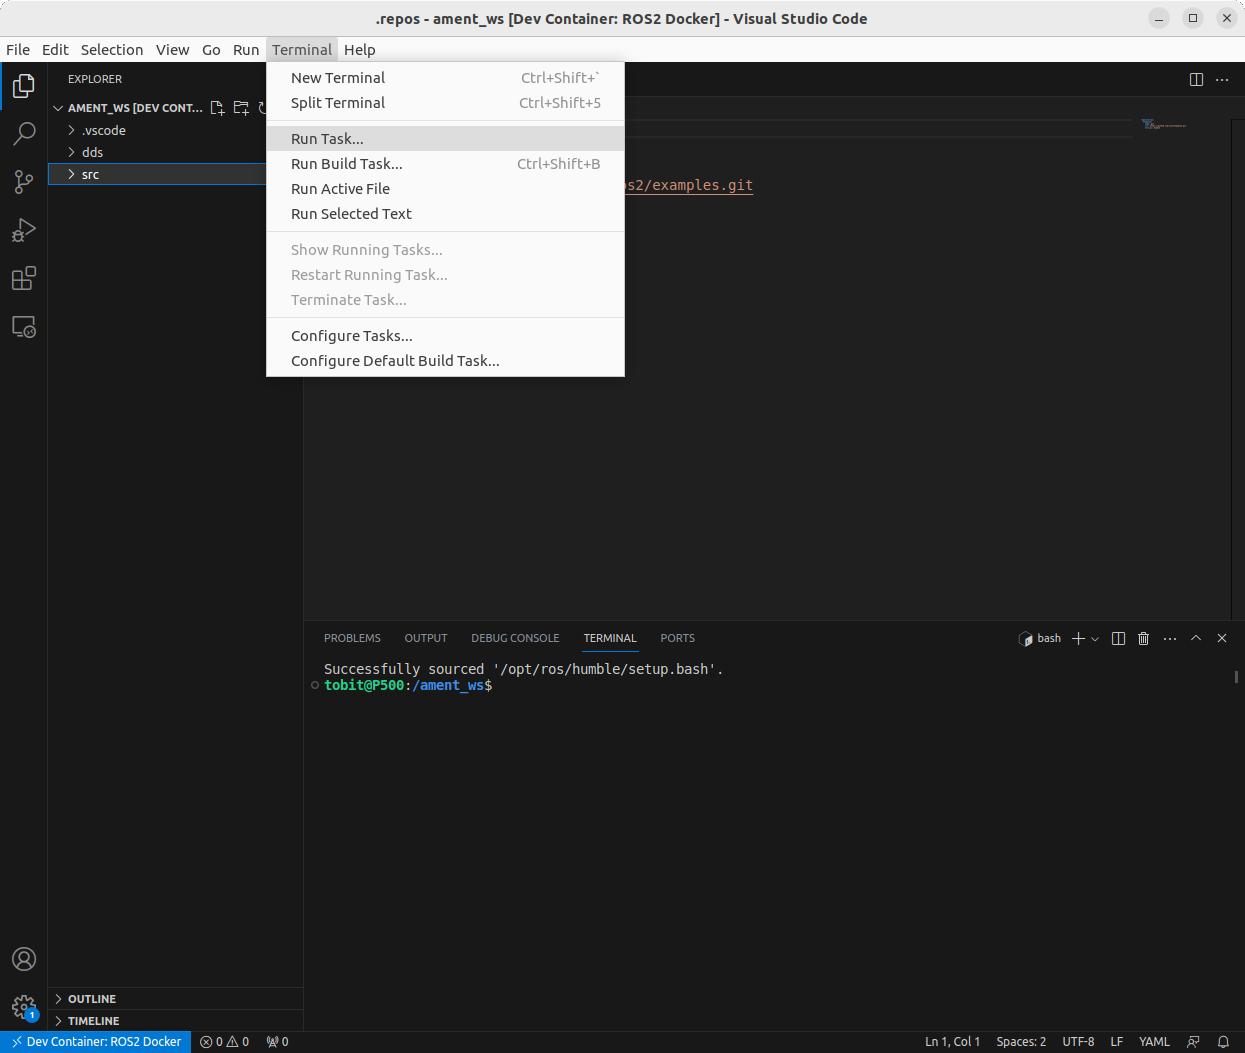 .repos - ament_ws [Dev Container: ROS2 Docker] - Visual Studio Code
File Edit Selection View Go Run Terminal Help
EXPLORER
AMENT_WS [DEV CONT...
.vscode
dds
src
New Terminal Ctrl+Shift+`
Split Terminal Ctrl+Shift+5
Run Task...
Run Build Task... Ctrl+Shift+B
Run Active File
Run Selected Text
Show Running Tasks...
Restart Running Task...
Terminate Task...
Configure Tasks...
Configure Default Build Task...
os2/examples.git
PROBLEMS OUTPUT DEBUG CONSOLE TERMINAL PORTS
bash
Successfully sourced '/opt/ros/humble/setup.bash'.
tobit@P500:/ament_ws$
OUTLINE
TIMELINE
1
Dev Container: ROS2 Docker 0 0 0 Ln 1, Col 1 Spaces: 2 UTF-8 LF YAML